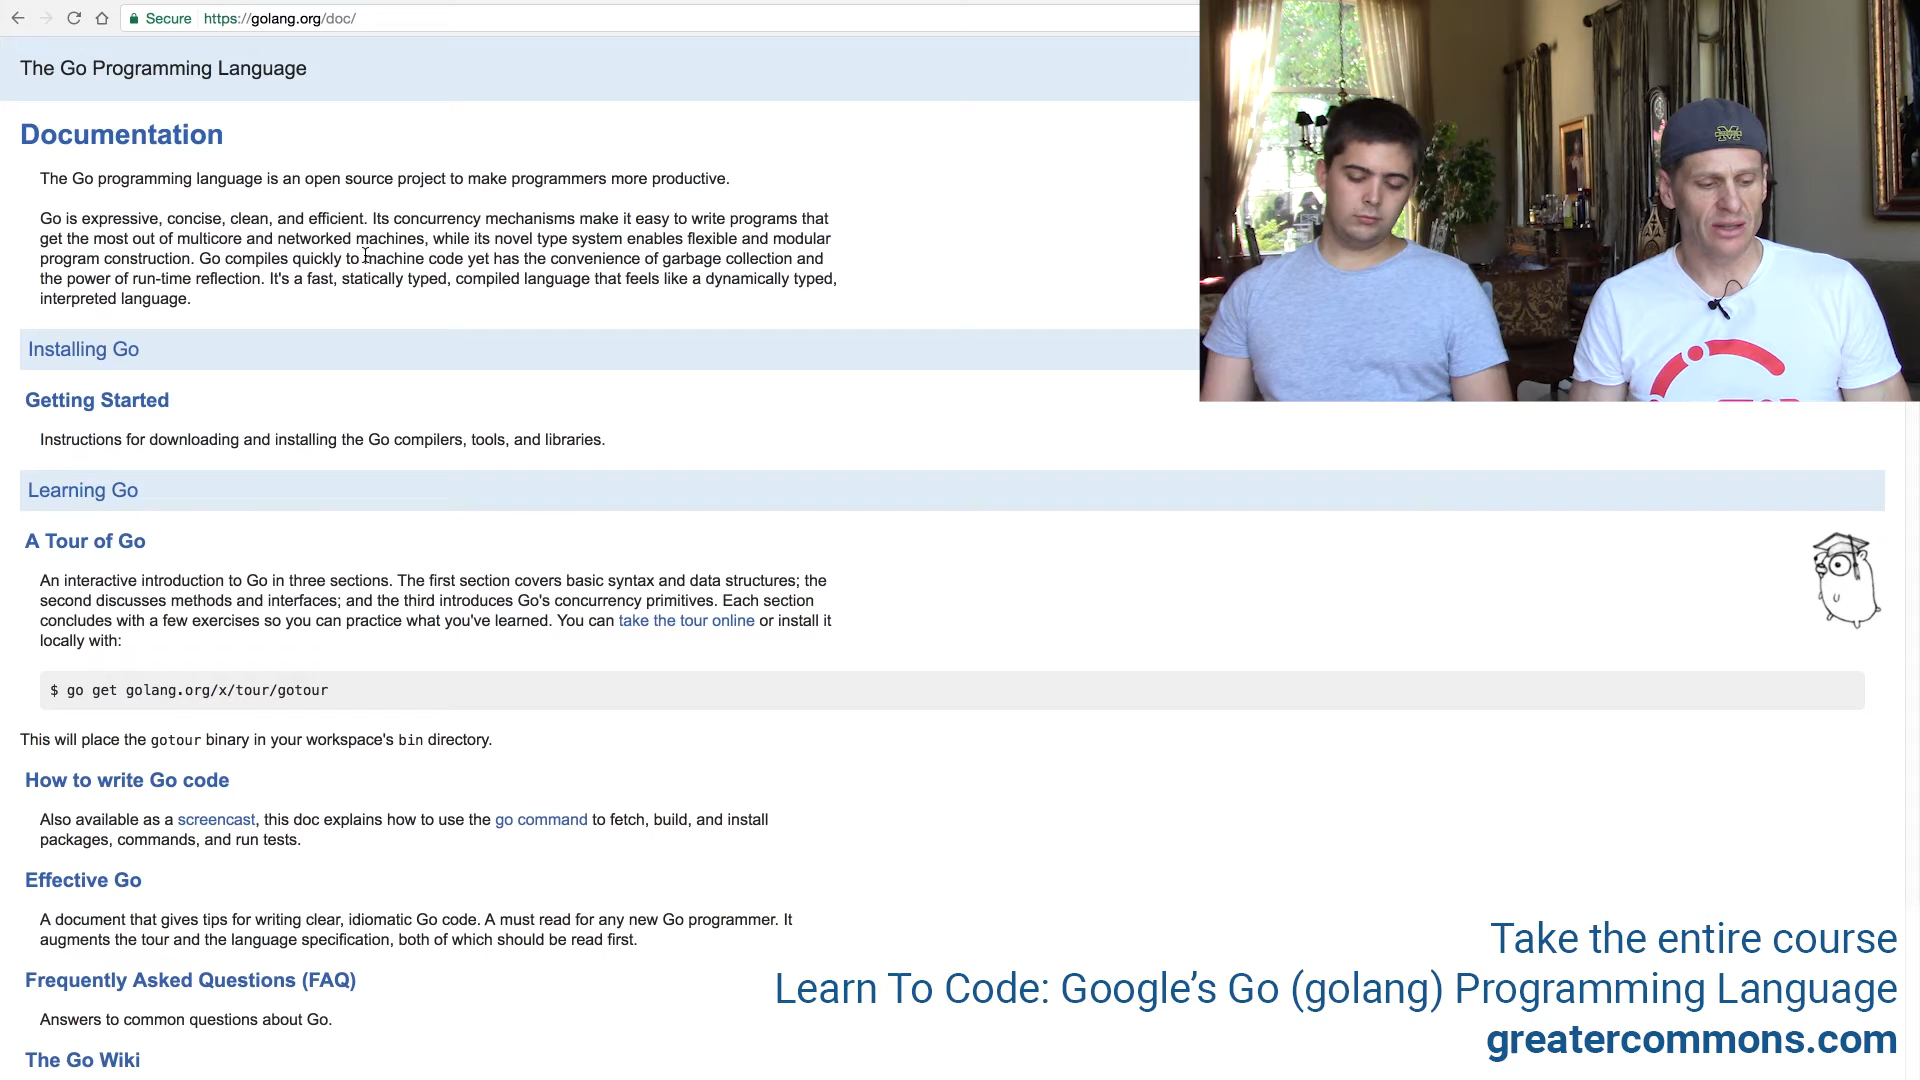 Secure https://golang.org/doc/
The Go Programming Language
Documentation
The Go programming language is an open source project to make programmers more productive.
Go is expressive, concise, clean, and efficient. Its concurrency mechanisms make it easy to write programs that
get the most out of multicore and networked machines, while its novel type system enables flexible and modular
program construction. Go compiles quickly to machine code yet has the convenience of garbage collection and
the power of run-time reflection. It's a fast, statically typed, compiled language that feels like a dynamically typed,
interpreted language.
Installing Go
Getting Started
Instructions for downloading and installing the Go compilers, tools, and libraries.
Learning Go
A Tour of Go
An interactive introduction to Go in three sections. The first section covers basic syntax and data structures; the
second discusses methods and interfaces; and the third introduces Go's concurrency primitives. Each section
concludes with a few exercises so you can practice what you've learned. You can take the tour online or install it
locally with:
$ go get golang.org/x/tour/gotour
This will place the gotour binary in your workspace's bin directory.
How to write Go code
Also available as a screencast, this doc explains how to use the go command to fetch, build, and install
packages, commands, and run tests.
Effective Go
A document that gives tips for writing clear, idiomatic Go code. A must read for any new Go programmer. It
augments the tour and the language specification, both of which should be read first.
Frequently Asked Questions (FAQ)
Answers to common questions about Go.
The Go Wiki
M
Take the entire course
Learn To Code: Google’s Go (golang) Programming Language
greatercommons.com